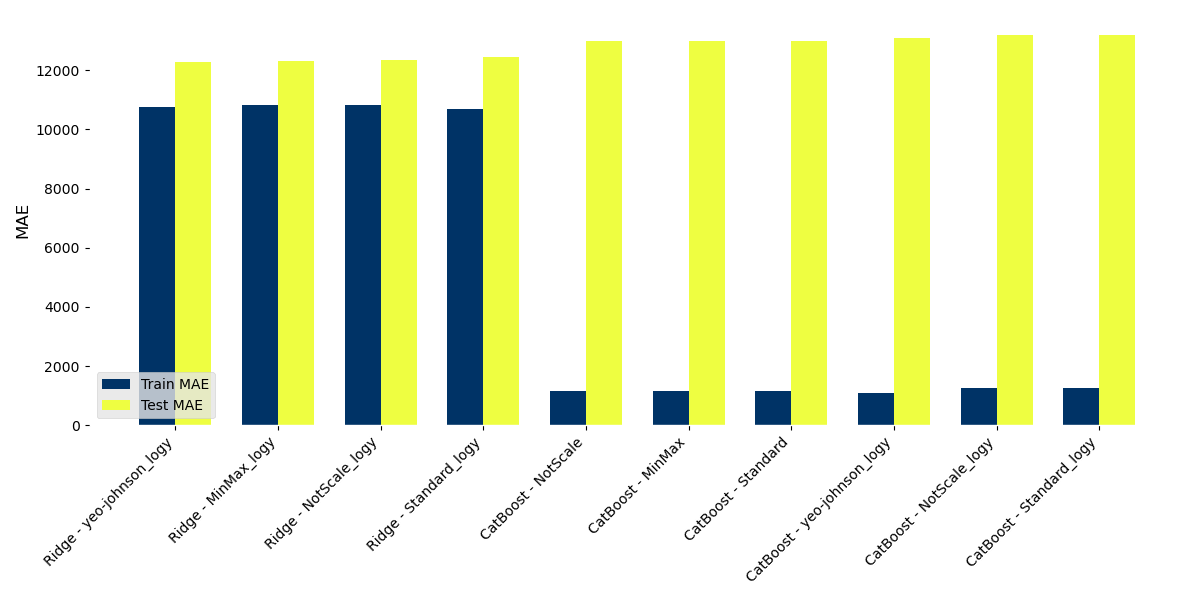 MAE
12000
10000
8000
6000
4000
2000
0
Train MAE
Test MAE
Ridge - yeo-johnson_logy
Ridge - MinMax_logy
Ridge - NotScale_logy
Ridge - Standard_logy
CatBoost - NotScale
CatBoost - MinMax
CatBoost - Standard
CatBoost - yeo-johnson_logy
CatBoost - NotScale_logy
CatBoost - Standard_logy